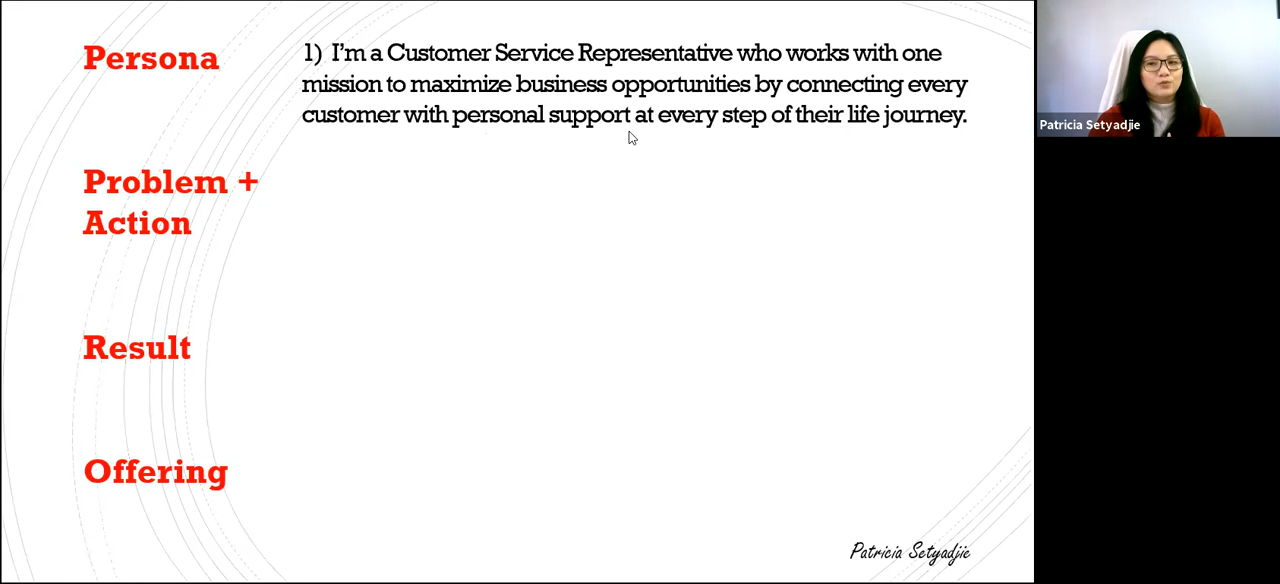 Persona
1) I'm a Customer Service Representative who works with one
mission to maximize business opportunities by connecting every
customer with personal support at every step of their life journey.
Problem +
Action
Result
Offering
Patricia Setyadjie
Patricia Setyadjie